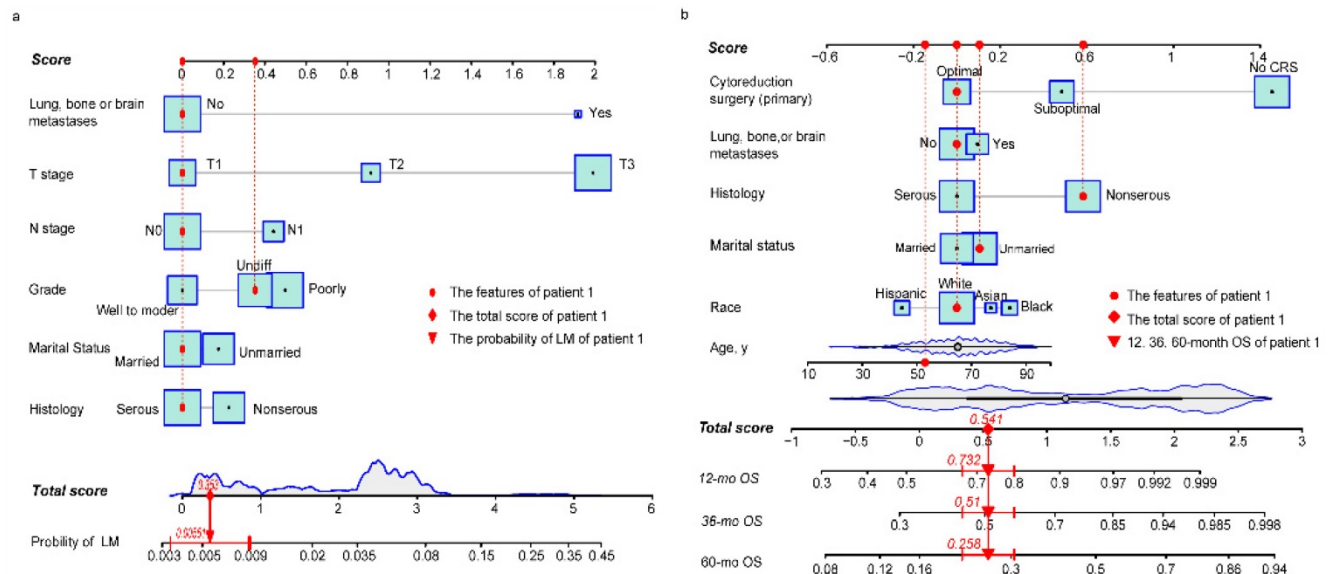 a
Score
0 0.2 0.4 0.6 0.8 1 1.2 1.4 1.6 1.8 2
Lung, bone or brain
metastases
No
Yes
T stage
T1
T2
T3
N stage
N0
N1
Grade
Well to moder
Undiff
Poorly
The features of patient 1
The total score of patient 1
The probability of LM of patient 1
Marital Status
Married
Unmarried
Histology
Serous
Nonserous
Total score
0.353
0 1 2 3 4 5 6
Probility of LM
0.003 0.005 0.009 0.02 0.035 0.08 0.15 0.25 0.35 0.45
b
Score
-0.6 -0.2 0.2 0.6 1 1.4
Cytoreduction
surgery (primary)
Optimal
Suboptimal
No CRS
Lung, bone,or brain
metastases
No
Yes
Histology
Serous
Nonserous
Marital status
Married
Unmarried
Race
Hispanic
White
Asian
Black
The features of patient 1
The total score of patient 1
12. 36. 60-month OS of patient 1
Age, y
10 30 50 70 90
Total score
0.541
-1 -0.5 0 0.5 1 1.5 2 2.5 3
12-mo OS
0.732
0.3 0.4 0.5 0.7 0.8 0.9 0.97 0.992 0.999
36-mo OS
0.51
0.3 0.5 0.7 0.85 0.94 0.985 0.998
60-mo OS
0.258
0.08 0.12 0.16 0.3 0.5 0.7 0.86 0.94